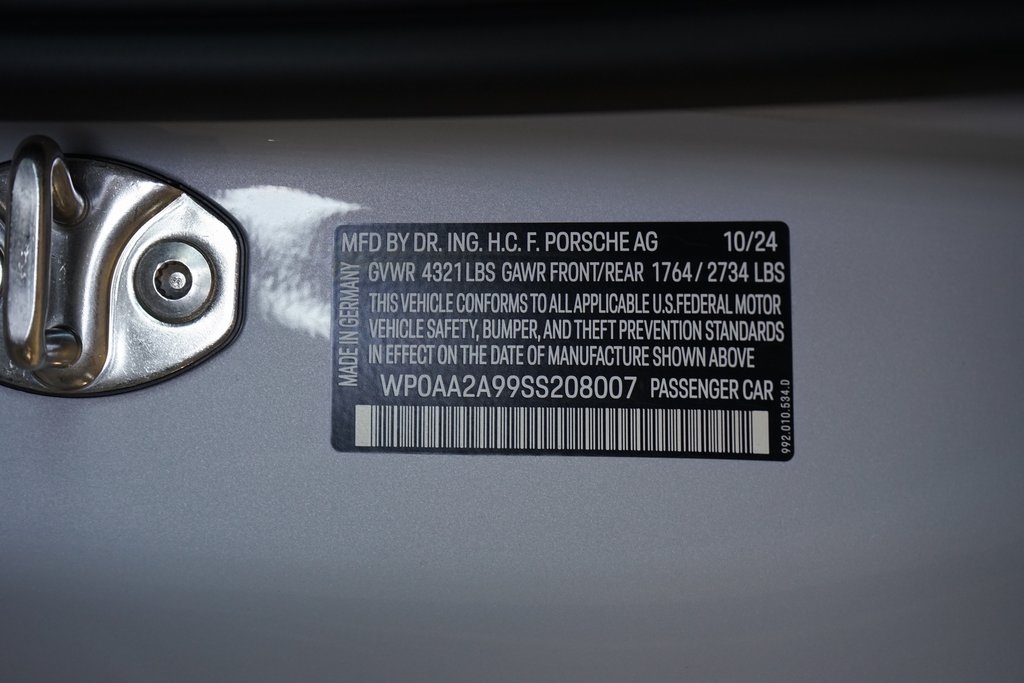 MFD BY DR. ING. H.C. F. PORSCHE AG 10/24
GVWR 4321 LBS GAWR FRONT/REAR 1764 / 2734 LBS
THIS VEHICLE CONFORMS TO ALL APPLICABLE U.S.FEDERAL MOTOR
VEHICLE SAFETY, BUMPER, AND THEFT PREVENTION STANDARDS
IN EFFECT ON THE DATE OF MANUFACTURE SHOWN ABOVE
WP0AA2A99SS208007 PASSENGER CAR
MADE IN GERMANY
992.010.534.D